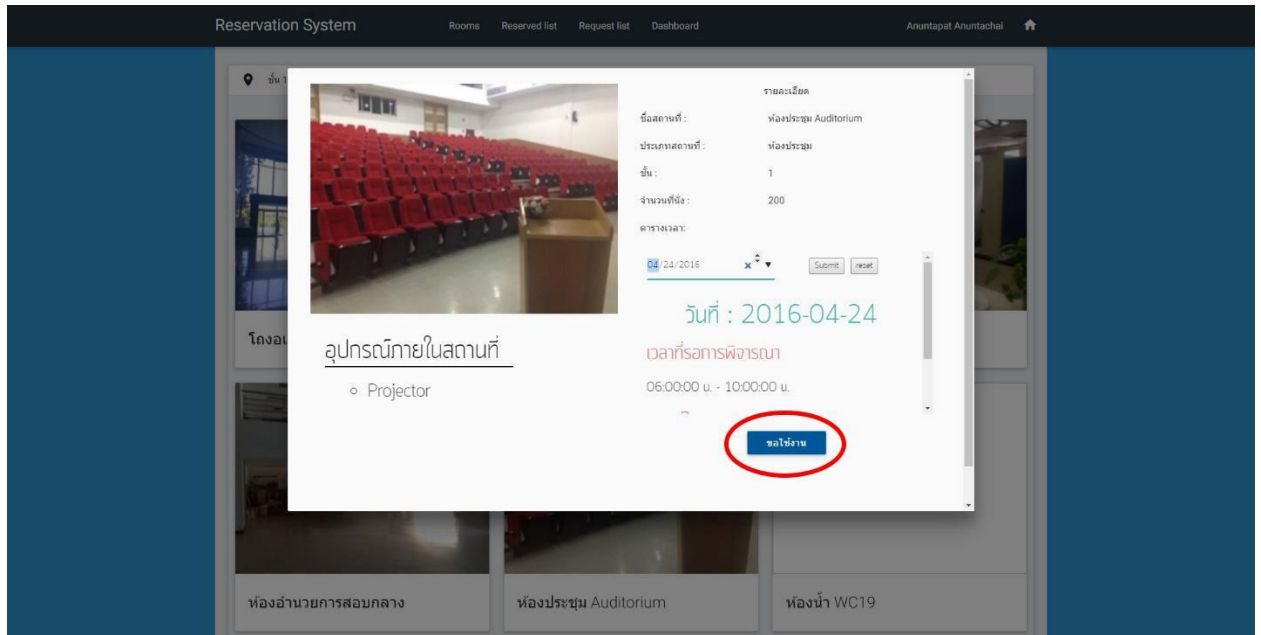 Reservation System Rooms Reserved list Request list Dashboard Anuntapat Anuntachai
ชั้น 1
รายละเอียด
ชื่อสถานที่ : ห้องประชุม Auditorium
ประเภทสถานที่ : ห้องประชุม
ชั้น : 1
จำนวนที่นั่ง : 200
ตารางเวลา:
04/24/2016 Submit reset
วันที่ : 2016-04-24
เวลาที่รอการพิจารณา
06:00:00 น. - 10:00:00 น.
อุปกรณ์ภายในสถานที่
Projector
ขอใช้งาน
ห้องอำนวยการสอบกลาง ห้องประชุม Auditorium ห้องน้ำ WC19